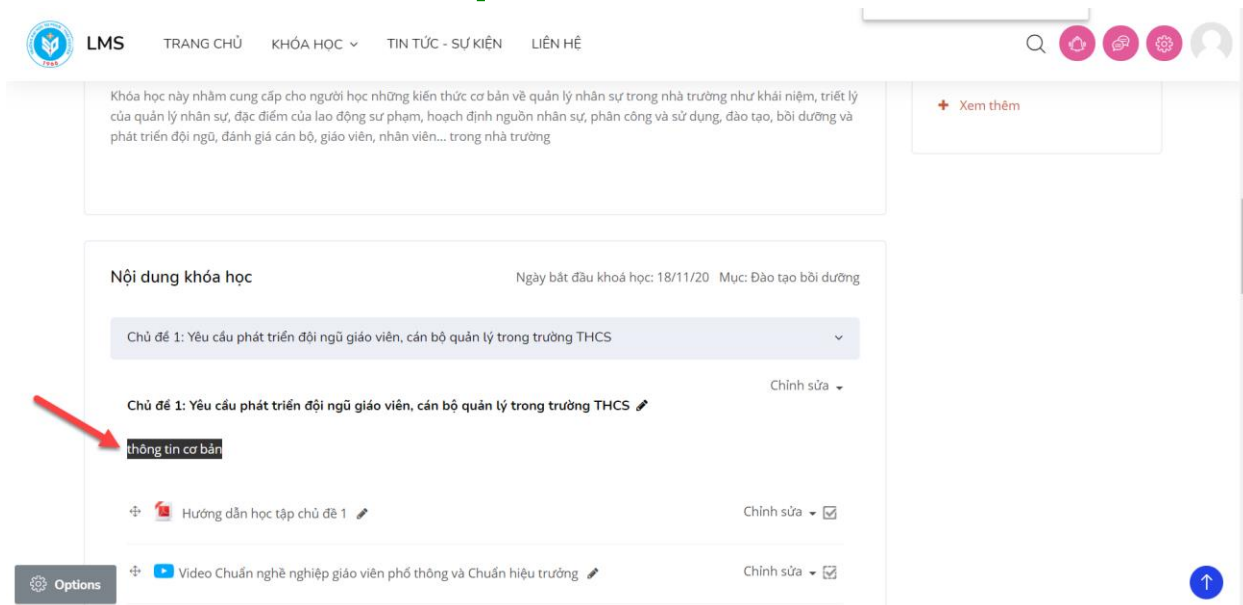 LMS TRANG CHỦ KHÓA HỌC TIN TỨC - SỰ KIỆN LIÊN HỆ
Khóa học này nhằm cung cấp cho người học những kiến thức cơ bản về quản lý nhân sự trong nhà trường như khái niệm, triết lý
của quản lý nhân sự, đặc điểm của lao động sư phạm, hoạch định nguồn nhân sự, phân công và sử dụng, đào tạo, bồi dưỡng và
phát triển đội ngũ, đánh giá cán bộ, giáo viên, nhân viên... trong nhà trường
+ Xem thêm
Nội dung khóa học
Ngày bắt đầu khoá học: 18/11/20 Mục: Đào tạo bồi dưỡng
Chủ đề 1: Yêu cầu phát triển đội ngũ giáo viên, cán bộ quản lý trong trường THCS
Chỉnh sửa
Chủ đề 1: Yêu cầu phát triển đội ngũ giáo viên, cán bộ quản lý trong trường THCS
thông tin cơ bản
Hướng dẫn học tập chủ đề 1 Chỉnh sửa
Video Chuẩn nghề nghiệp giáo viên phổ thông và Chuẩn hiệu trưởng Chỉnh sửa
Options